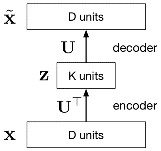 x̃ D units
U decoder
z K units
U⊤ encoder
x D units